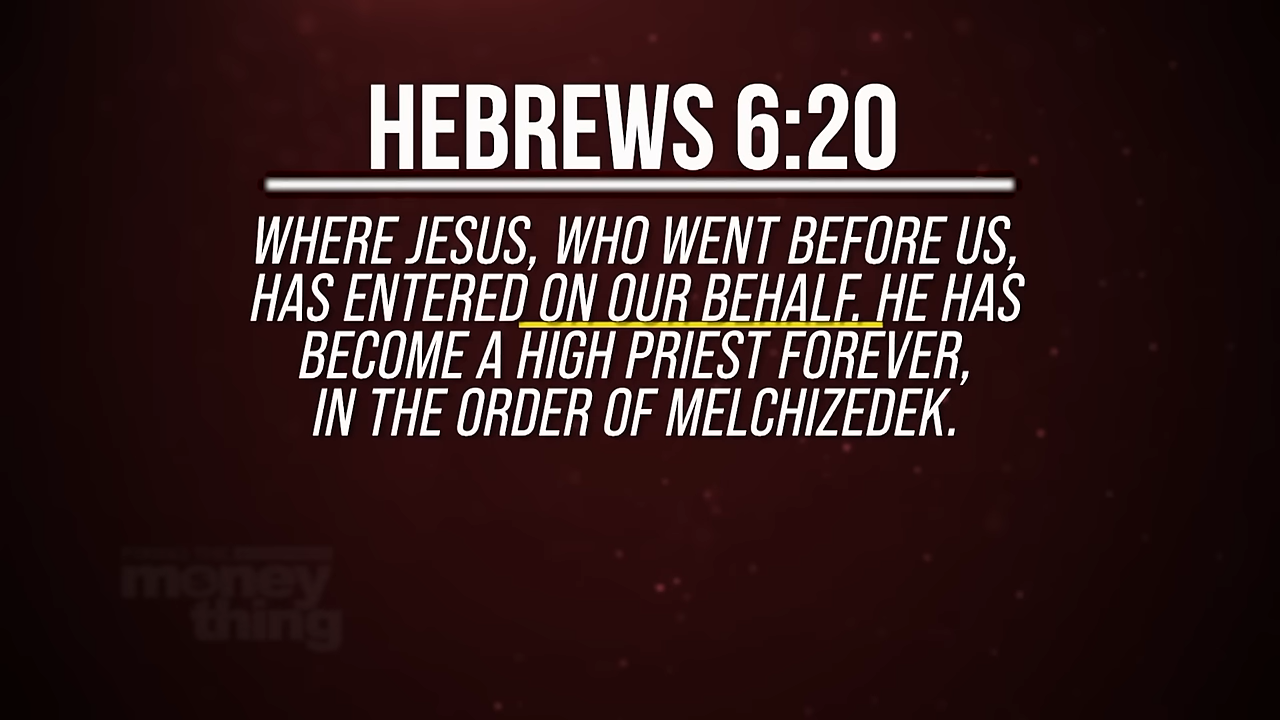 HEBREWS 6:20
WHERE JESUS, WHO WENT BEFORE US,
HAS ENTERED ON OUR BEHALF. HE HAS
BECOME A HIGH PRIEST FOREVER,
IN THE ORDER OF MELCHIZEDEK.
money
thing